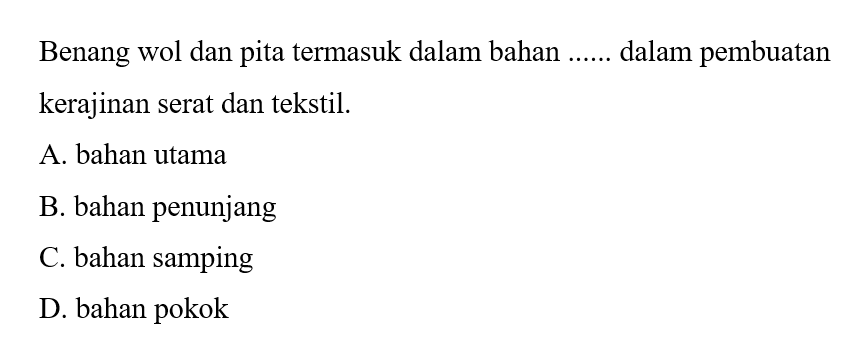 Benang wol dan pita termasuk dalam bahan ...... dalam pembuatan
kerajinan serat dan tekstil.
A. bahan utama
B. bahan penunjang
C. bahan samping
D. bahan pokok